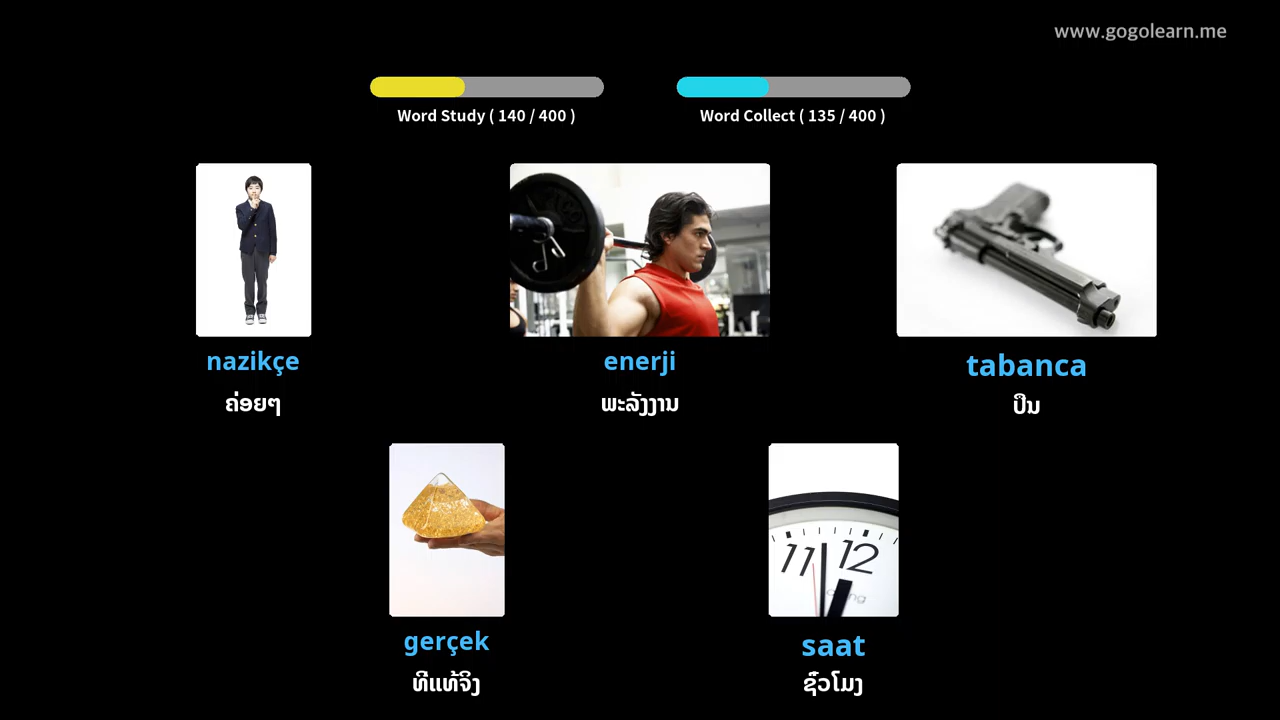 www.gogolearn.me
Word Study ( 140 / 400 )
Word Collect ( 135 / 400 )
nazikçe
ຄ່ອຍໆ
enerji
ພະລັງງານ
tabanca
ປືນ
11 12
gerçek
ທີ່ແທ້ຈິງ
saat
ຊົ່ວໂມງ